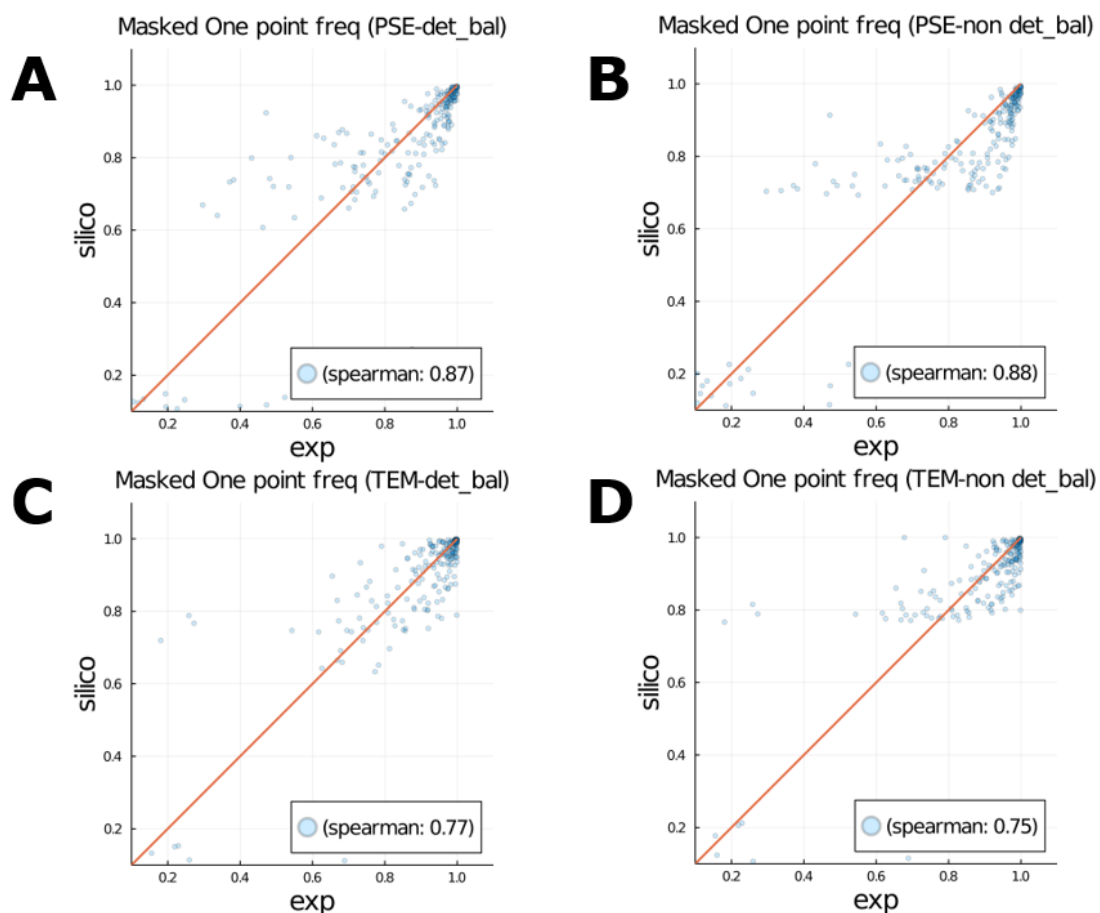 Masked One point freq (PSE-det_bal)
A
1.0
0.8
0.6
0.4
0.2
silico
(spearman: 0.87)
0.2 0.4 0.6 0.8 1.0
exp
Masked One point freq (PSE-non det_bal)
B
1.0
0.8
0.6
0.4
0.2
silico
(spearman: 0.88)
0.2 0.4 0.6 0.8 1.0
exp
Masked One point freq (TEM-det_bal)
C
1.0
0.8
0.6
0.4
0.2
silico
(spearman: 0.77)
0.2 0.4 0.6 0.8 1.0
exp
Masked One point freq (TEM-non det_bal)
D
1.0
0.8
0.6
0.4
0.2
silico
(spearman: 0.75)
0.2 0.4 0.6 0.8 1.0
exp